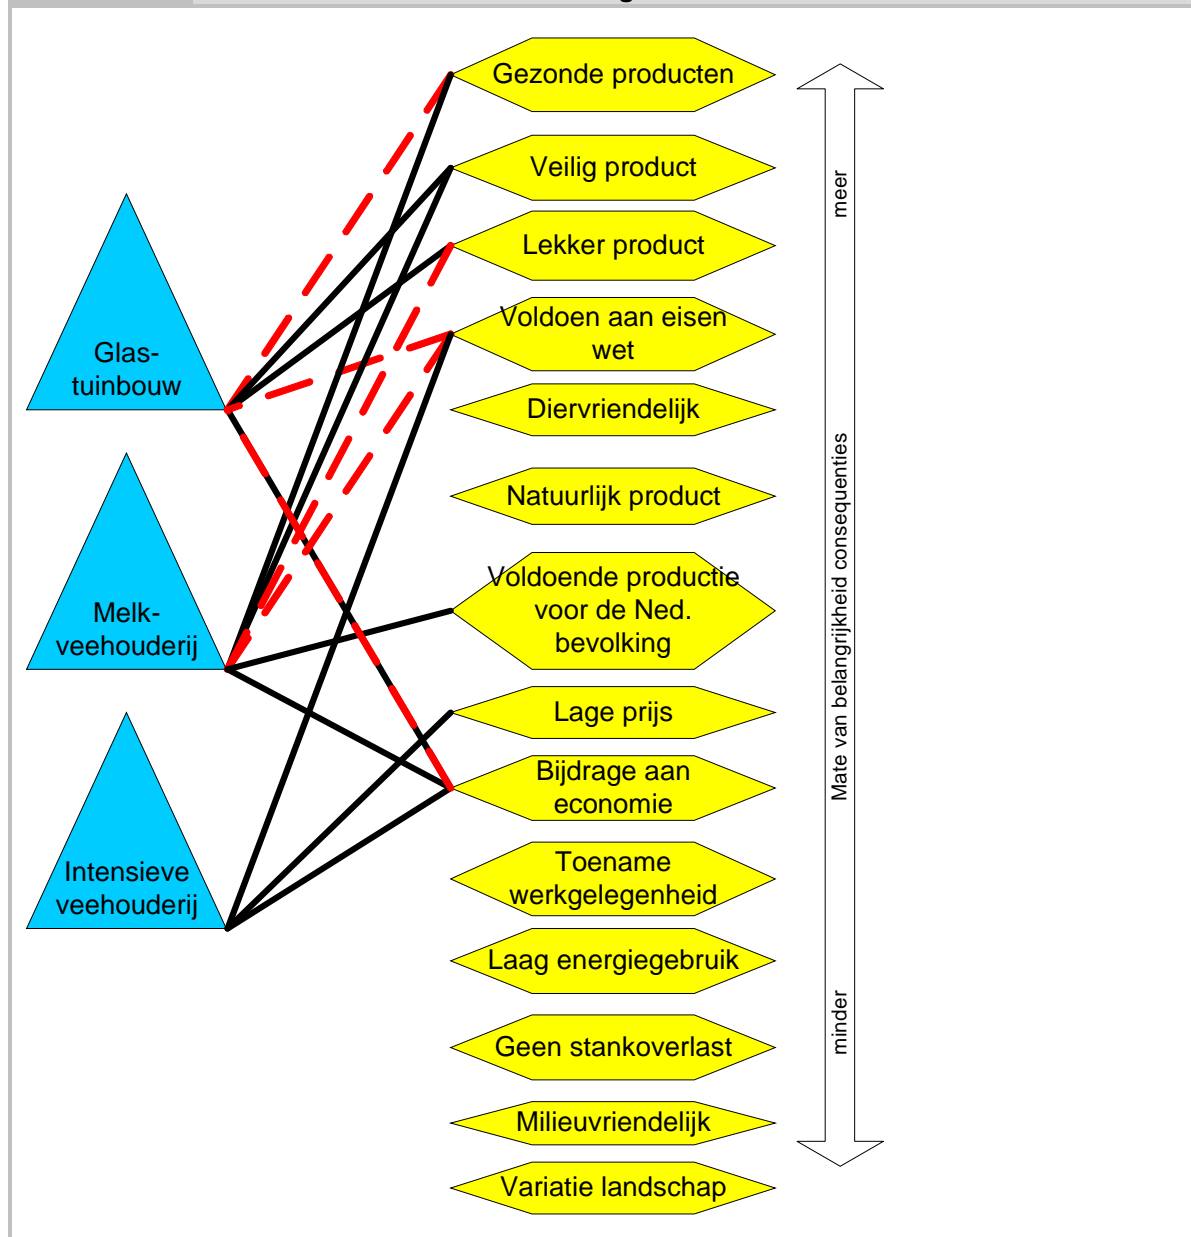 Gezonde producten
Veilig product
Lekker product
Voldoen aan eisen
wet
Diervriendelijk
Natuurlijk product
Voldoende productie
voor de Ned.
bevolking
Lage prijs
Bijdrage aan
economie
Toename
werkgelegenheid
Laag energiegebruik
Geen stankoverlast
Milieuvriendelijk
Variatie landschap
Glas-
tuinbouw
Melk-
veehouderij
Intensieve
veehouderij
meer
Mate van belangrijkheid consequenties
minder